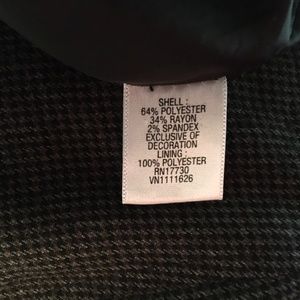 SHELL :
64% POLYESTER
34% RAYON
2% SPANDEX
EXCLUSIVE OF
DECORATION
LINING :
100% POLYESTER
RN17730
VN1111626